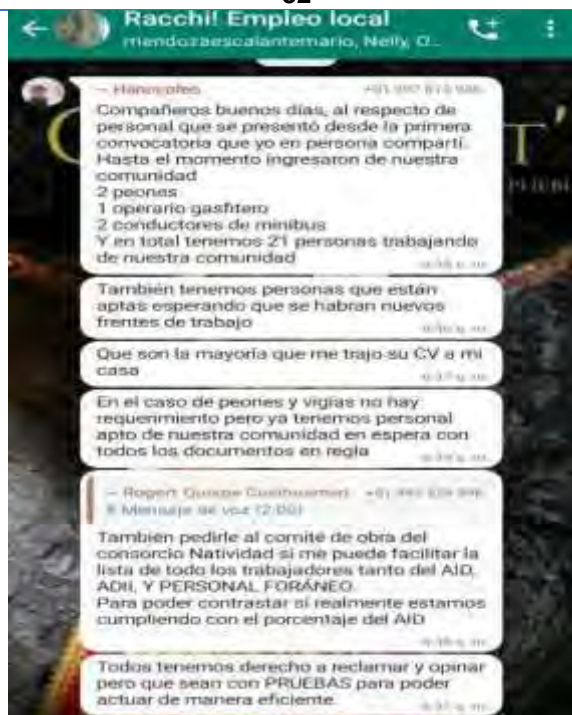 Racchi! Empleo local
mendozaescalantemario, Nelly, O...
Compañeros buenos días, al respecto de
personal que se presentó desde la primera
convocatoria que yo en persona compartí.
Hasta el momento ingresaron de nuestra
comunidad
2 peones
1 operario gasfitero
2 conductores de minibus
Y en total tenemos 21 personas trabajando
de nuestra comunidad
También tenemos personas que están
aptas esperando que se habran nuevos
frentes de trabajo
Que son la mayoría que me trajo su CV a mi
casa
En el caso de peones y vigías no hay
requerimiento pero ya tenemos personal
apto de nuestra comunidad en espera con
todos los documentos en regla
~ Rogert Quispe
Mensaje de voz (2:00)
También pedirle al comité de obra del
consorcio Natividad si me puede facilitar la
lista de todo los trabajadores tanto del AID,
ADII, Y PERSONAL FORÁNEO.
Para poder contrastar si realmente estamos
cumpliendo con el porcentaje del AID
Todos tenemos derecho a reclamar y opinar
pero que sean con PRUEBAS para poder
actuar de manera eficiente